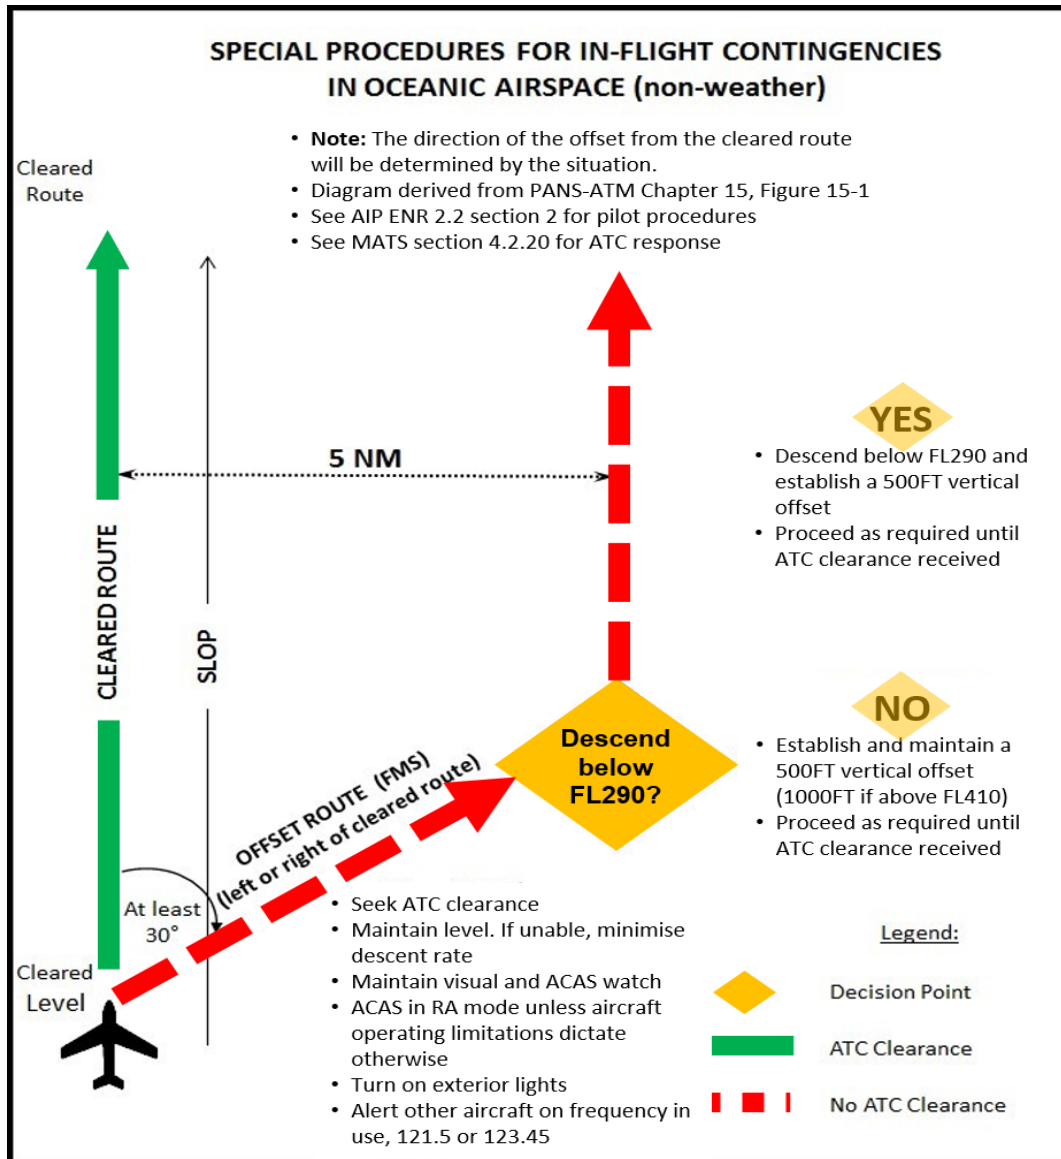 SPECIAL PROCEDURES FOR IN-FLIGHT CONTINGENCIES
IN OCEANIC AIRSPACE (non-weather)
• Note: The direction of the offset from the cleared route
will be determined by the situation.
• Diagram derived from PANS-ATM Chapter 15, Figure 15-1
• See AIP ENR 2.2 section 2 for pilot procedures
• See MATS section 4.2.20 for ATC response
Cleared
Route
5 NM
CLEARED ROUTE
SLOP
YES
• Descend below FL290 and
establish a 500FT vertical
offset
• Proceed as required until
ATC clearance received
Descend
below
FL290?
NO
• Establish and maintain a
500FT vertical offset
(1000FT if above FL410)
• Proceed as required until
ATC clearance received
OFFSET ROUTE (FMS)
(left or right of cleared route)
At least
30°
Cleared
Level
• Seek ATC clearance
• Maintain level. If unable, minimise
descent rate
• Maintain visual and ACAS watch
• ACAS in RA mode unless aircraft
operating limitations dictate
otherwise
• Turn on exterior lights
• Alert other aircraft on frequency in
use, 121.5 or 123.45
Legend:
Decision Point
ATC Clearance
No ATC Clearance